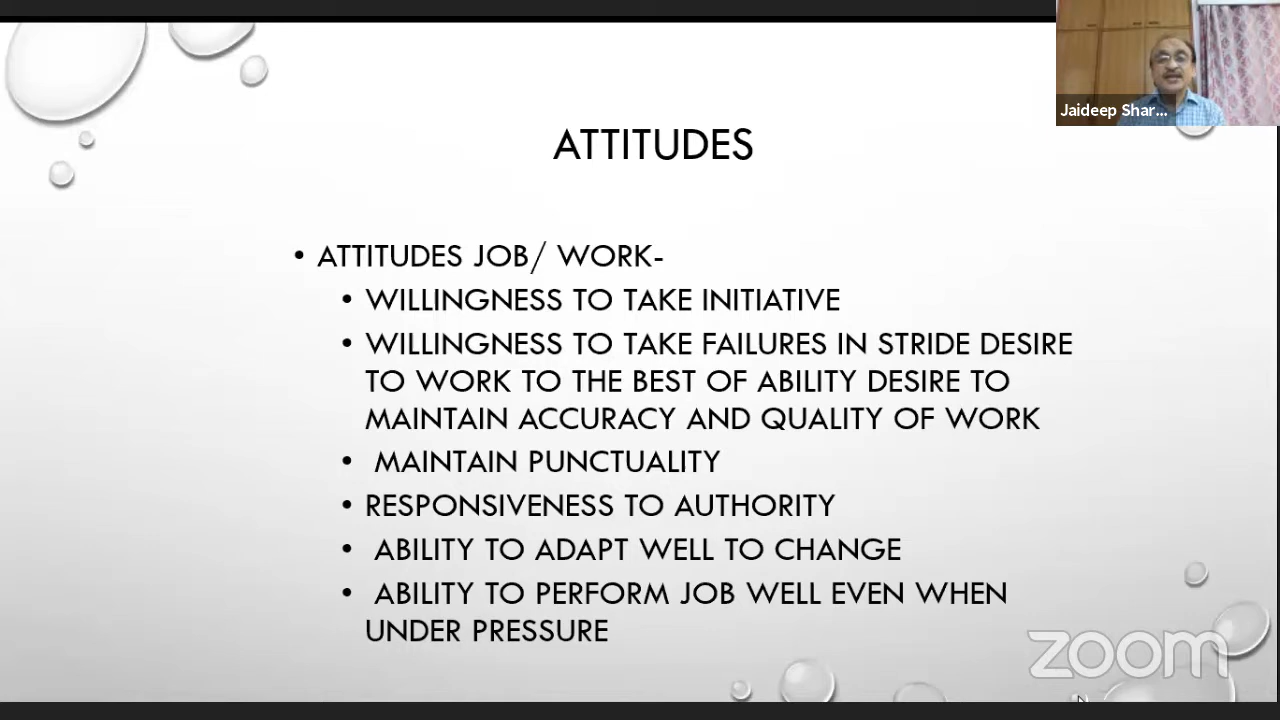 Jaideep Shar...
ATTITUDES
• ATTITUDES JOB/ WORK-
• WILLINGNESS TO TAKE INITIATIVE
• WILLINGNESS TO TAKE FAILURES IN STRIDE DESIRE
TO WORK TO THE BEST OF ABILITY DESIRE TO
MAINTAIN ACCURACY AND QUALITY OF WORK
• MAINTAIN PUNCTUALITY
• RESPONSIVENESS TO AUTHORITY
• ABILITY TO ADAPT WELL TO CHANGE
• ABILITY TO PERFORM JOB WELL EVEN WHEN
UNDER PRESSURE
zoom